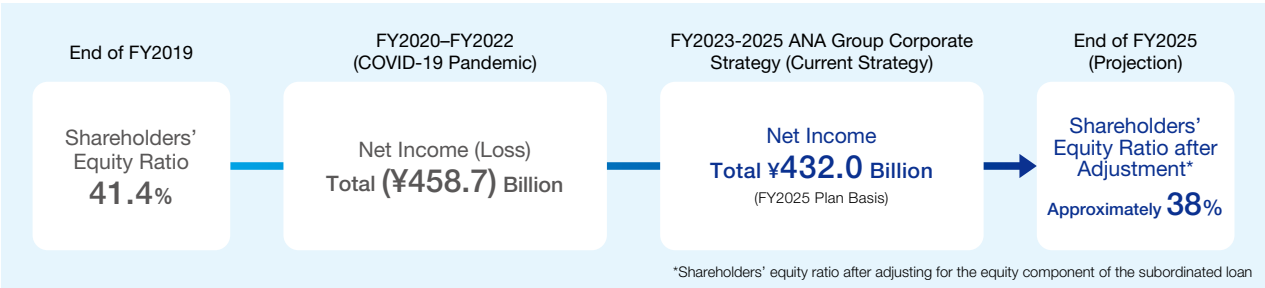 End of FY2019
Shareholders’
Equity Ratio
41.4%
FY2020–FY2022
(COVID-19 Pandemic)
Net Income (Loss)
Total (¥458.7) Billion
FY2023-2025 ANA Group Corporate
Strategy (Current Strategy)
Net Income
Total ¥432.0 Billion
(FY2025 Plan Basis)
End of FY2025
(Projection)
Shareholders’
Equity Ratio after
Adjustment*
Approximately 38%
*Shareholders’ equity ratio after adjusting for the equity component of the subordinated loan